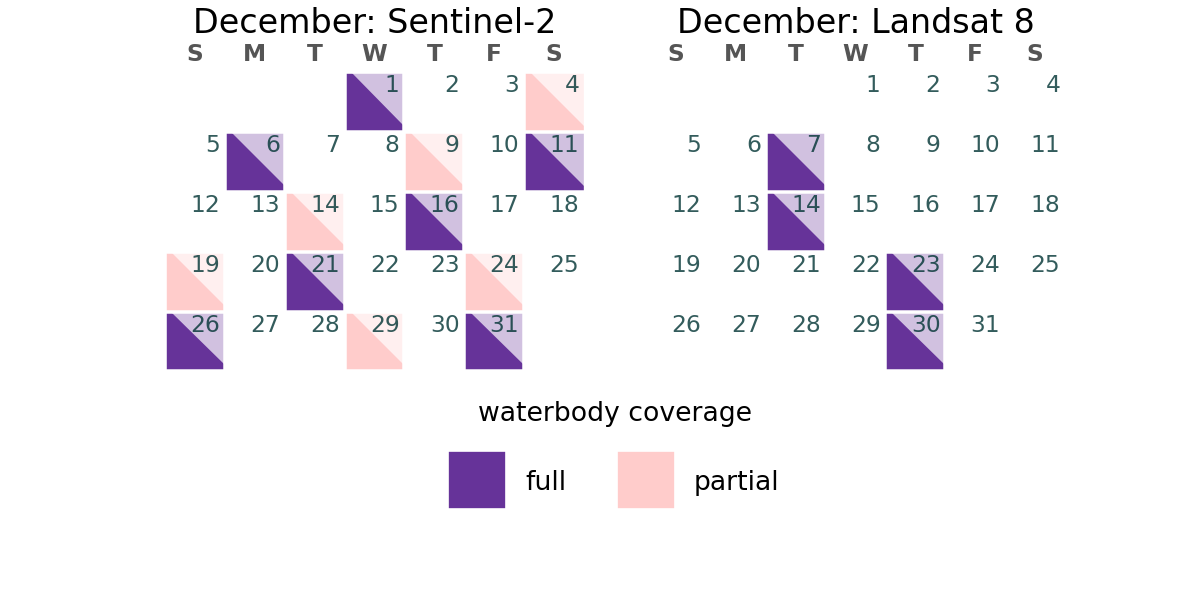 December: Sentinel-2
S M T W T F S
1 2 3 4
5 6 7 8 9 10 11
12 13 14 15 16 17 18
19 20 21 22 23 24 25
26 27 28 29 30 31
December: Landsat 8
S M T W T F S
1 2 3 4
5 6 7 8 9 10 11
12 13 14 15 16 17 18
19 20 21 22 23 24 25
26 27 28 29 30 31
waterbody coverage
full partial